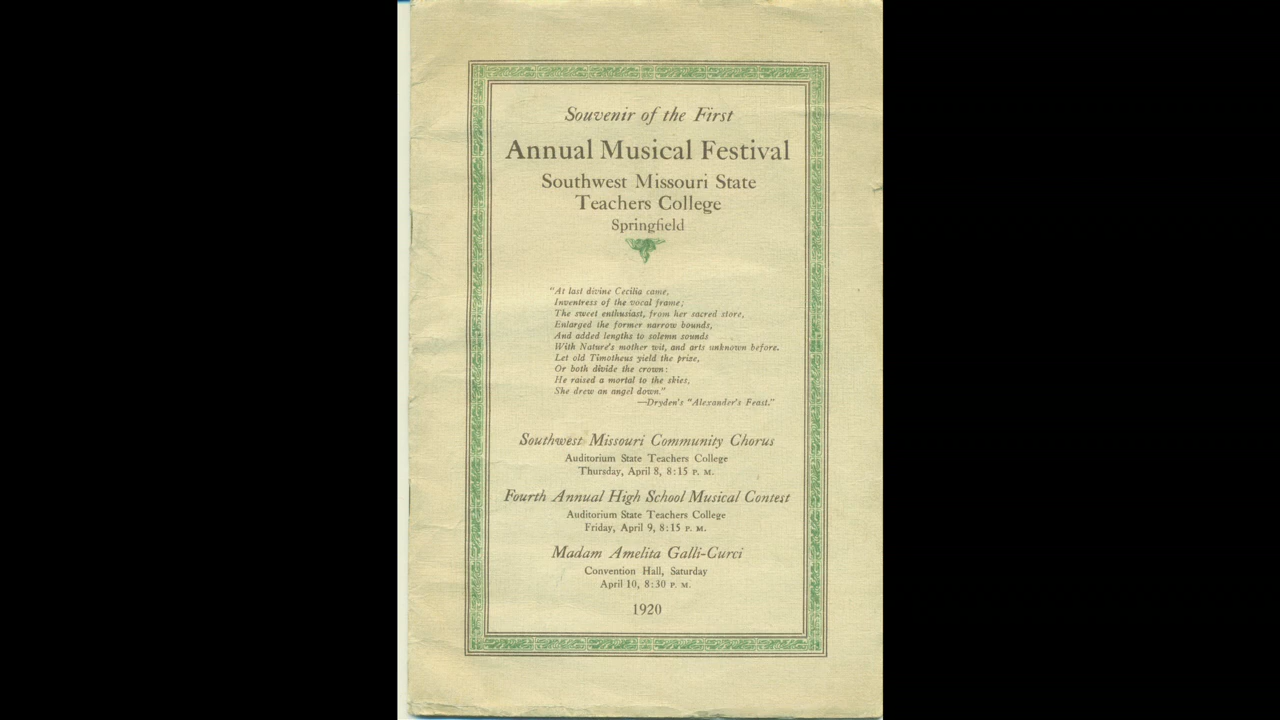 Souvenir of the First
Annual Musical Festival
Southwest Missouri State
Teachers College
Springfield
"At last divine Cecilia came,
Inventress of the vocal frame;
The sweet enthusiast, from her sacred store,
Enlarged the former narrow bounds,
And added lengths to solemn sounds
With Nature's mother wit, and arts unknown before.
Let old Timotheus yield the prize,
Or both divide the crown:
He raised a mortal to the skies,
She drew an angel down."
—Dryden's "Alexander's Feast."
Southwest Missouri Community Chorus
Auditorium State Teachers College
Thursday, April 8, 8:15 P. M.
Fourth Annual High School Musical Contest
Auditorium State Teachers College
Friday, April 9, 8:15 P. M.
Madam Amelita Galli-Curci
Convention Hall, Saturday
April 10, 8:30 P. M.
1920